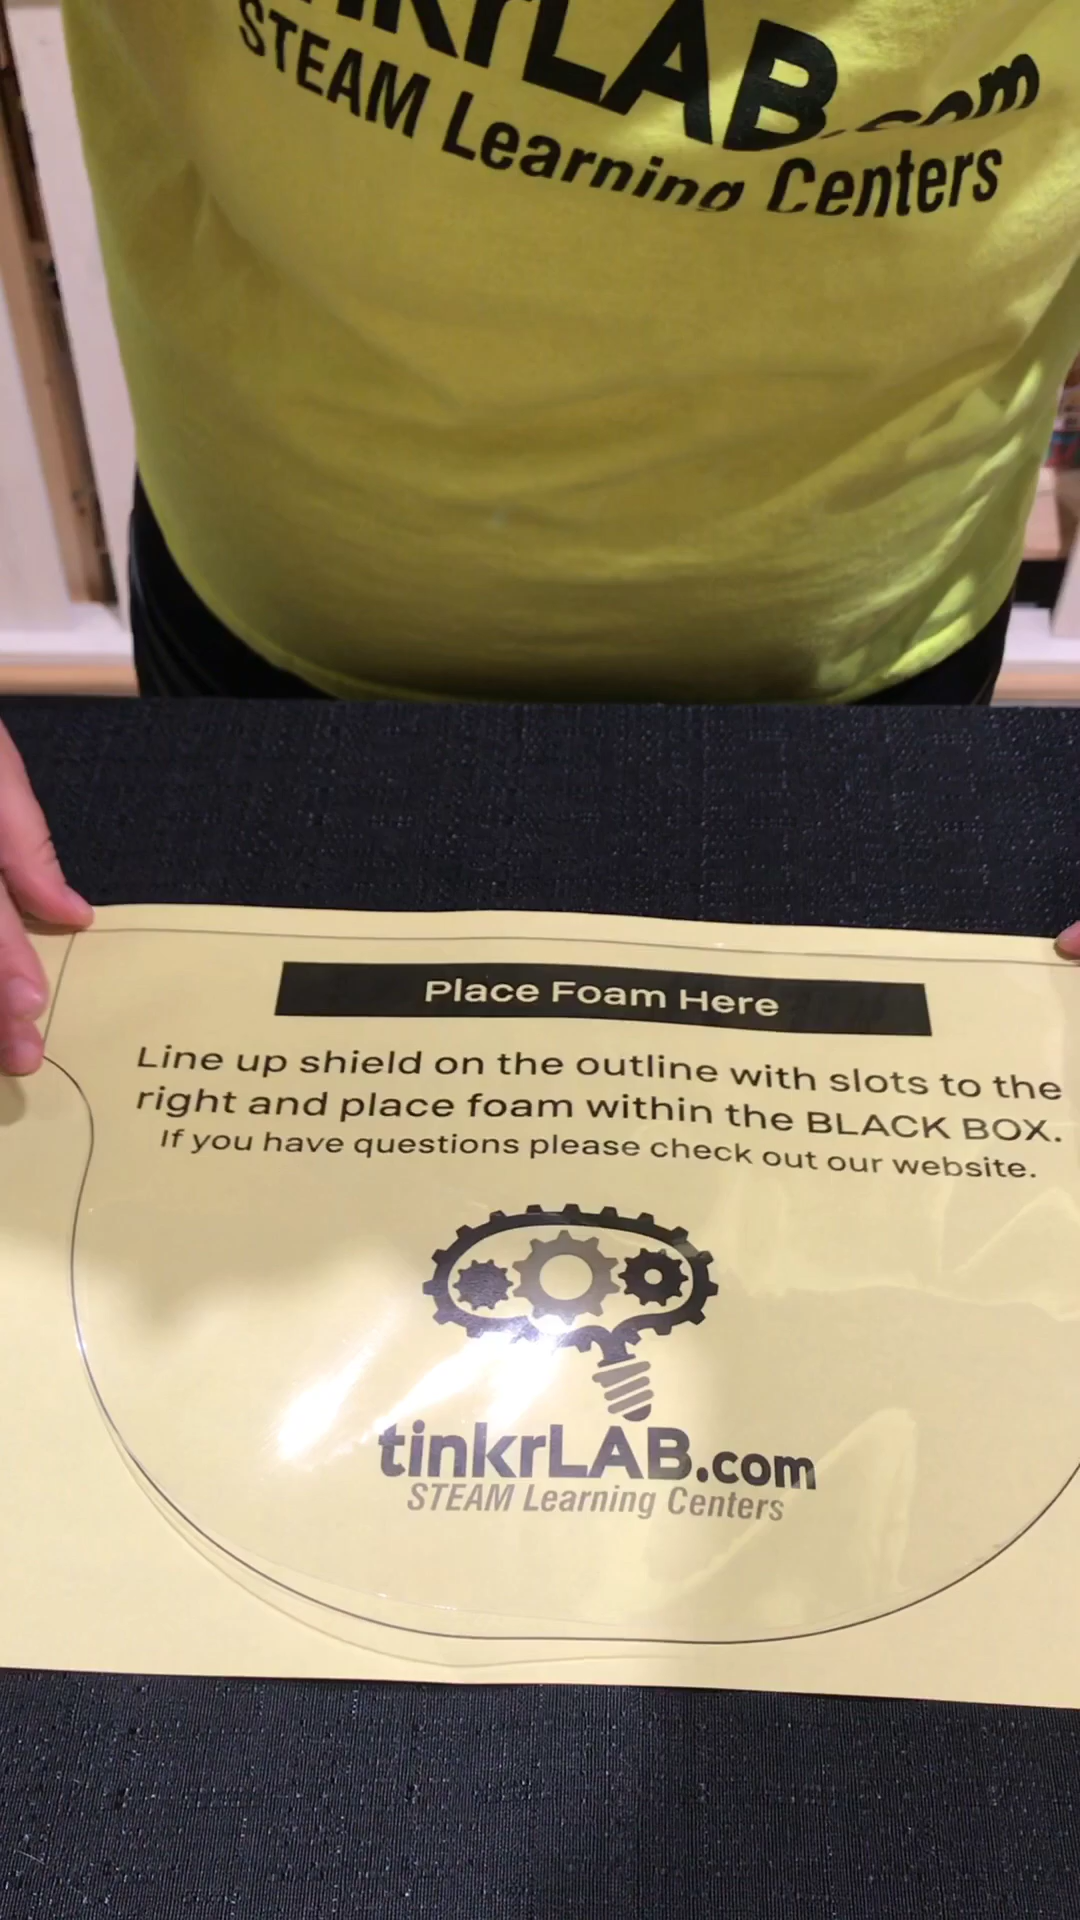 tinkrLAB.com
STEAM Learning Centers
Place Foam Here
Line up shield on the outline with slots to the
right and place foam within the BLACK BOX.
If you have questions please check out our website.
tinkrLAB.com
STEAM Learning Centers